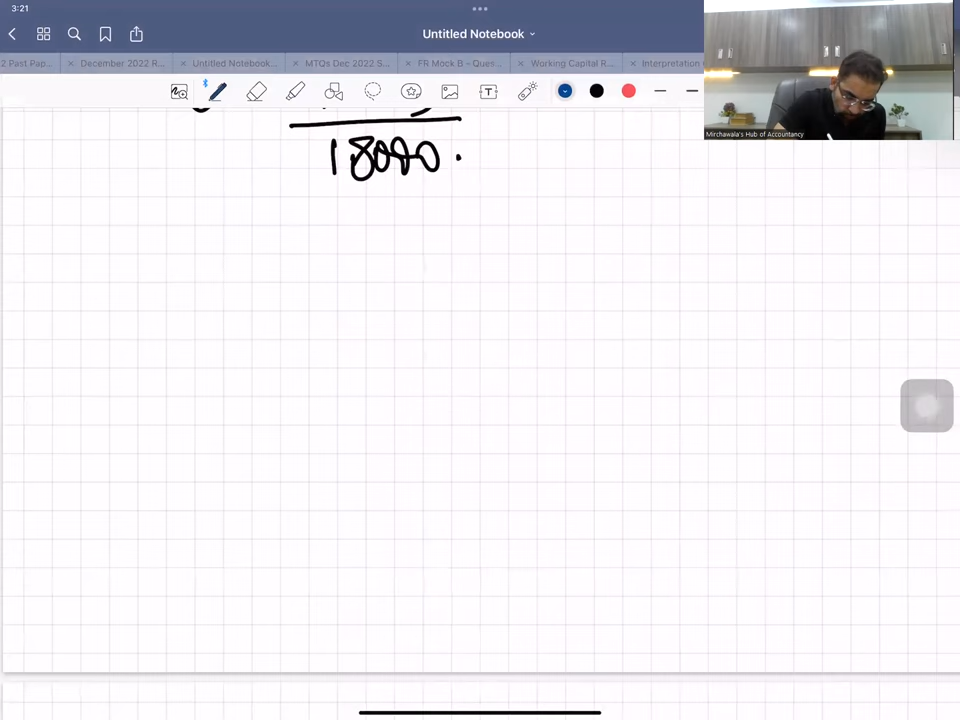 3:21
Untitled Notebook
2 Past Pap...
December 2022 R...
Untitled Notebook...
MTQs Dec 2022 S...
FR Mock B – Ques...
Working Capital R...
Interpretation
T
Mirchawala's Hub of Accountancy
18000.